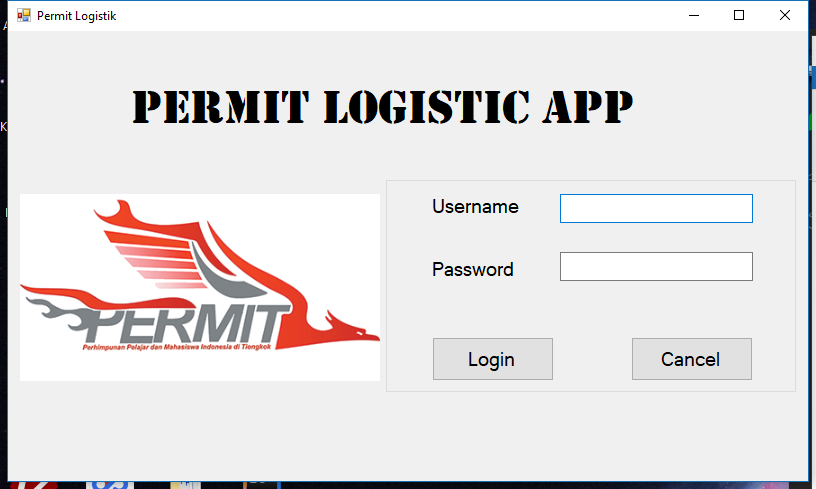 Permit Logistik
PERMIT LOGISTIC APP
Username
Password
PERMIT
Perhimpunan Pelajar dan Mahasiswa Indonesia di Tiongkok
Login
Cancel